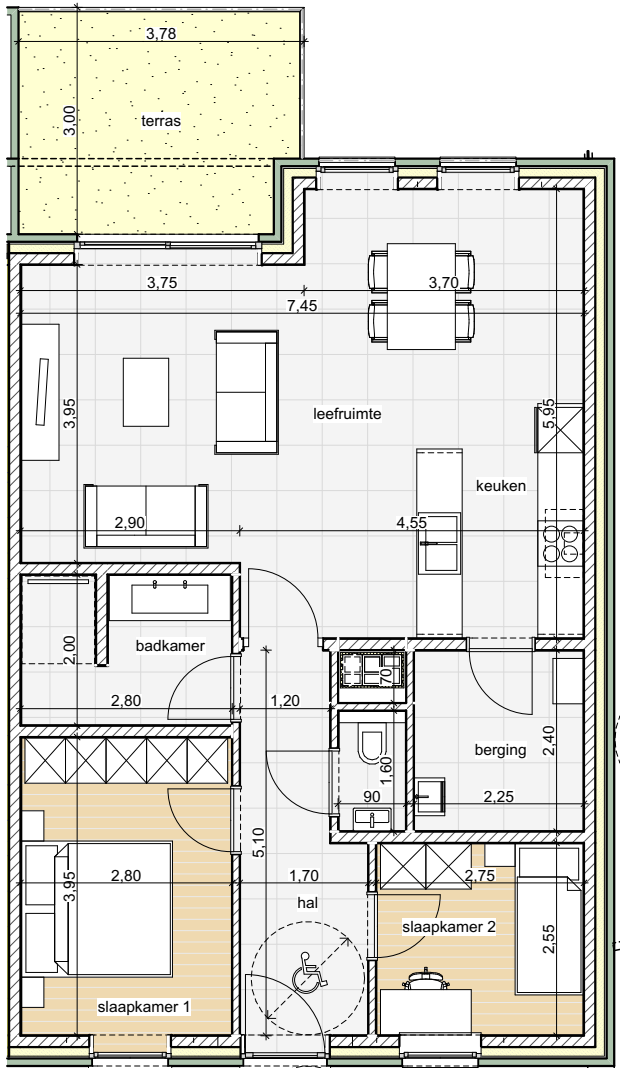 3,78
3,00
terras
3,75
3,70
7,45
3,95
5,95
leefruimte
keuken
2,90
4,55
badkamer
2,00
2,80
1,20
70
berging
2,40
1,60
90
2,25
5,10
3,95
2,80
1,70
2,75
hal
slaapkamer 2
2,55
slaapkamer 1